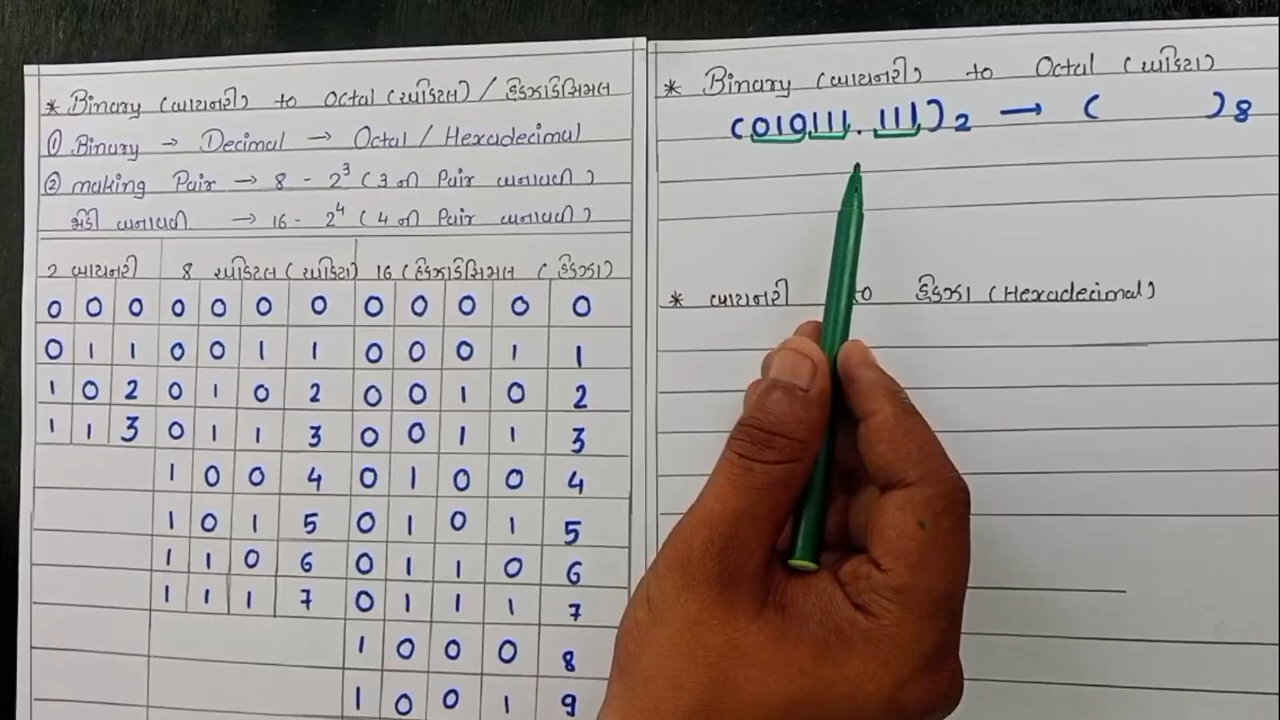 * Binary (બાયનરી) to Octal (ઓક્ટલ) / હેક્ઝાડેસિમલ
① Binary → Decimal → Octal / Hexadecimal
② making Pair → 8 - 2³ (3 ની Pair બનાવવી)
બનાવવી. → 16 - 2⁴ (4 ની Pair બનાવવી)
2 બાયનરી 8 16 (હેક્ઝાડેસિમલ (હેક્ઝા)
0 0 0 0 0 0 0 0 0 0 0 0
0 1 1 0 0 1 1 0 0 0 1 1
1 0 2 0 1 0 2 0 0 1 0 2
1 1 3 0 1 1 3 0 0 1 1 3
1 0 0 4 0 1 0 0 4
1 0 1 5 0 1 0 1 5
1 1 0 6 0 1 1 0 6
1 1 1 7 0 1 1 1 7
1 0 0 0 8
1 0 0 1 9
* Binary (બાયનરી) to Octal
(010111.111)₂ → ( )₈
* બાયનરી to હેક્ઝા (Hexadecimal)